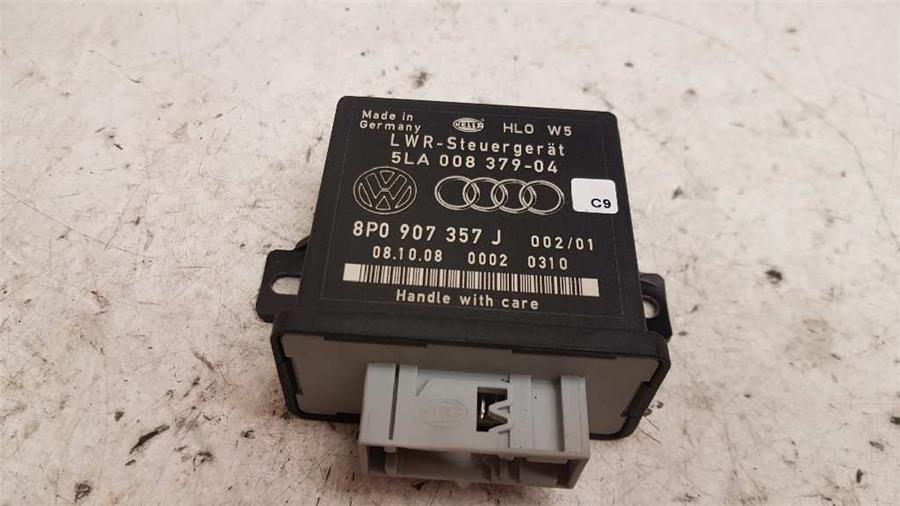 Made in
Germany
HELLA
HLO W5
LWR-Steuergerät
5LA 008 379-04
C9
8P0 907 357 J 002/01
08.10.08 0002 0310
Handle with care
HELLA